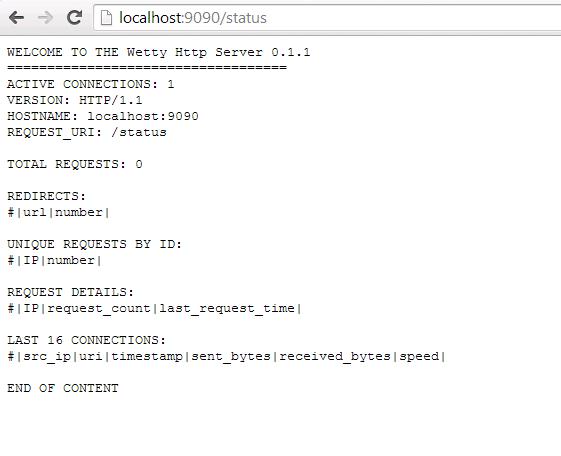 localhost:9090/status
WELCOME TO THE Wetty Http Server 0.1.1
===================================
ACTIVE CONNECTIONS: 1
VERSION: HTTP/1.1
HOSTNAME: localhost:9090
REQUEST_URI: /status
TOTAL REQUESTS: 0
REDIRECTS:
#|url|number|
UNIQUE REQUESTS BY ID:
#|IP|number|
REQUEST DETAILS:
#|IP|request_count|last_request_time|
LAST 16 CONNECTIONS:
#|src_ip|uri|timestamp|sent_bytes|received_bytes|speed|
END OF CONTENT